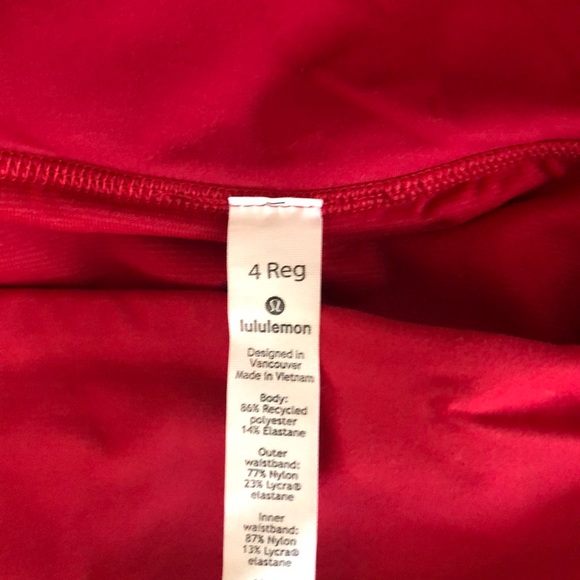 4 Reg
lululemon
Designed in
Vancouver
Made in Vietnam
Body:
86% Recycled
polyester
14% Elastane
Outer
waistband:
77% Nylon
23% Lycra®
elastane
Inner
waistband:
87% Nylon
13% Lycra®
elastane